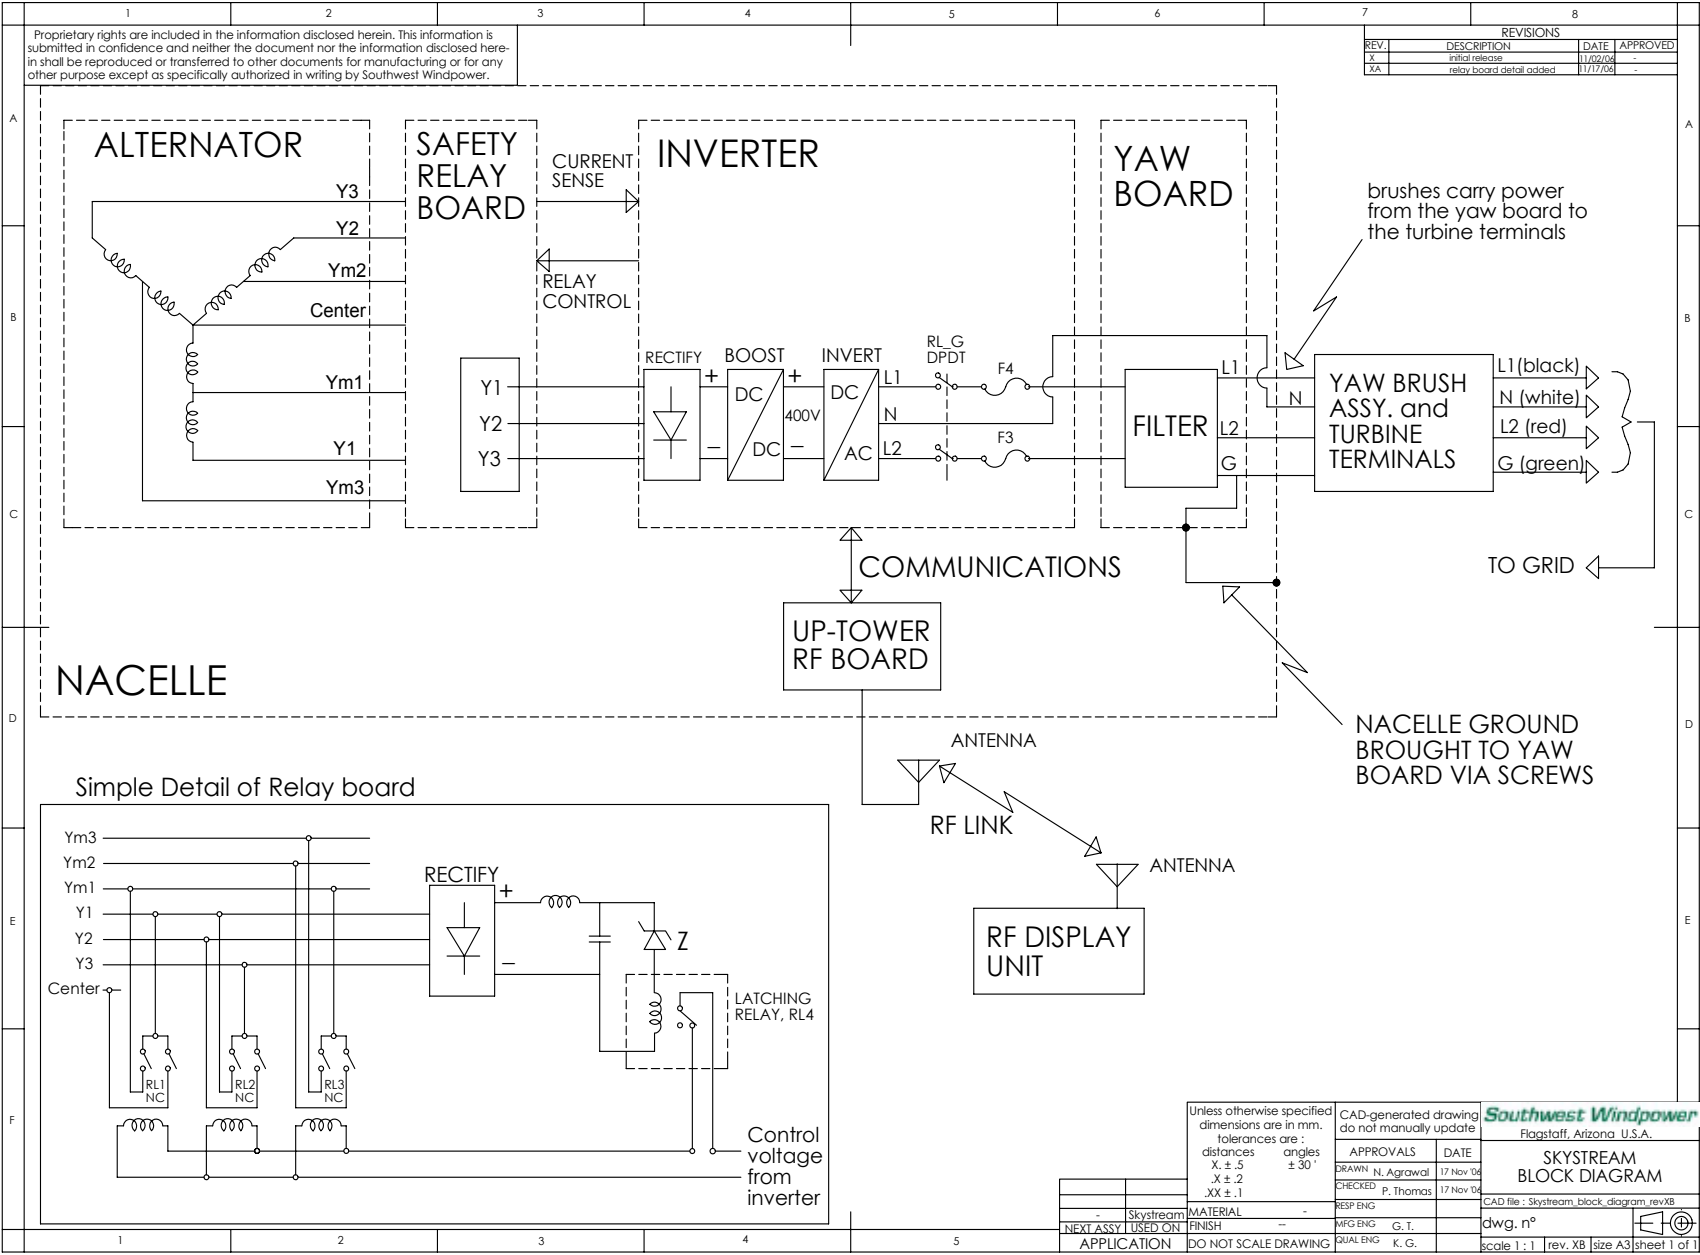 1 2 3 4 5 6 7 8
Proprietary rights are included in the information disclosed herein. This information is
submitted in confidence and neither the document nor the information disclosed here-
in shall be reproduced or transferred to other documents for manufacturing or for any
other purpose except as specifically authorized in writing by Southwest Windpower.
REVISIONS
REV. DESCRIPTION DATE APPROVED
X initial release 11/02/06 -
XA relay board detail added 11/17/06 -
A
A
B
B
C
C
D
D
E
E
F
ALTERNATOR
Y3
Y2
Ym2
Center
Ym1
Y1
Ym3
SAFETY
RELAY
BOARD
CURRENT
SENSE
RELAY
CONTROL
Y1
Y2
Y3
INVERTER
RECTIFY
+
−
BOOST
DC
DC
+
400V
−
INVERT
DC
AC
L1
N
L2
RL_G
DPDT
F4
F3
YAW
BOARD
FILTER
L1
N
L2
G
brushes carry power
from the yaw board to
the turbine terminals
YAW BRUSH
ASSY. and
TURBINE
TERMINALS
L1(black)
N (white)
L2 (red)
G (green)
TO GRID
COMMUNICATIONS
UP-TOWER
RF BOARD
NACELLE
NACELLE GROUND
BROUGHT TO YAW
BOARD VIA SCREWS
ANTENNA
RF LINK
ANTENNA
RF DISPLAY
UNIT
Simple Detail of Relay board
Ym3
Ym2
Ym1
Y1
Y2
Y3
Center
RECTIFY
+
−
Z
LATCHING
RELAY, RL4
RL1
NC
RL2
NC
RL3
NC
Control
voltage
from
inverter
Unless otherwise specified
dimensions are in mm.
tolerances are :
distances angles
X. ± .5 ± 30 '
.X ± .2
.XX ± .1
CAD-generated drawing
do not manually update
APPROVALS DATE
DRAWN N. Agrawal 17 Nov '06
CHECKED P. Thomas 17 Nov '06
RESP ENG
MFG ENG G. T.
QUAL ENG K. G.
Southwest Windpower
Flagstaff, Arizona U.S.A.
SKYSTREAM
BLOCK DIAGRAM
CAD file : Skystream_block_diagram_revXB
dwg. n°
scale 1 : 1 rev. XB size A3 sheet 1 of 1
- Skystream
NEXT ASSY USED ON
APPLICATION
MATERIAL -
FINISH --
DO NOT SCALE DRAWING
1 2 3 4 5